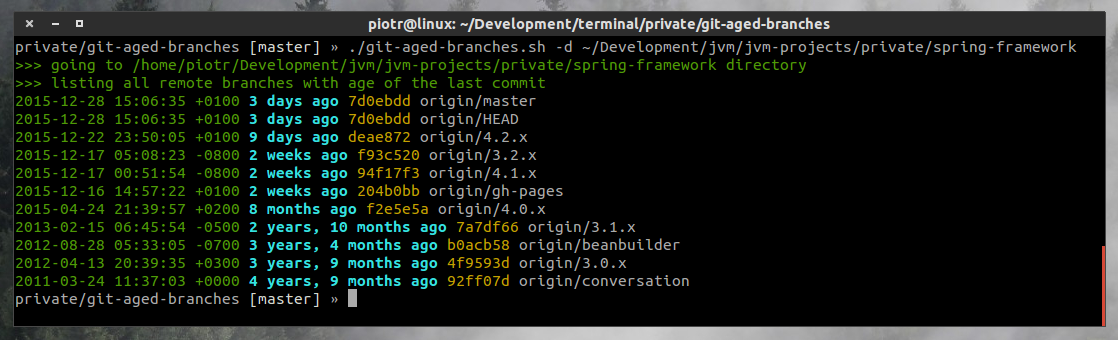 piotr@linux: ~/Development/terminal/private/git-aged-branches
private/git-aged-branches [master] » ./git-aged-branches.sh -d ~/Development/jvm/jvm-projects/private/spring-framework
>>> going to /home/piotr/Development/jvm/jvm-projects/private/spring-framework directory
>>> listing all remote branches with age of the last commit
2015-12-28 15:06:35 +0100 3 days ago 7d0ebdd origin/master
2015-12-28 15:06:35 +0100 3 days ago 7d0ebdd origin/HEAD
2015-12-22 23:50:05 +0100 9 days ago deae872 origin/4.2.x
2015-12-17 05:08:23 -0800 2 weeks ago f93c520 origin/3.2.x
2015-12-17 00:51:54 -0800 2 weeks ago 94f17f3 origin/4.1.x
2015-12-16 14:57:22 +0100 2 weeks ago 204b0bb origin/gh-pages
2015-04-24 21:39:57 +0200 8 months ago f2e5e5a origin/4.0.x
2013-02-15 06:45:54 -0500 2 years, 10 months ago 7a7df66 origin/3.1.x
2012-08-28 05:33:05 -0700 3 years, 4 months ago b0acb58 origin/beanbuilder
2012-04-13 20:39:35 +0300 3 years, 9 months ago 4f9593d origin/3.0.x
2011-03-24 11:37:03 +0000 4 years, 9 months ago 92ff07d origin/conversation
private/git-aged-branches [master] »